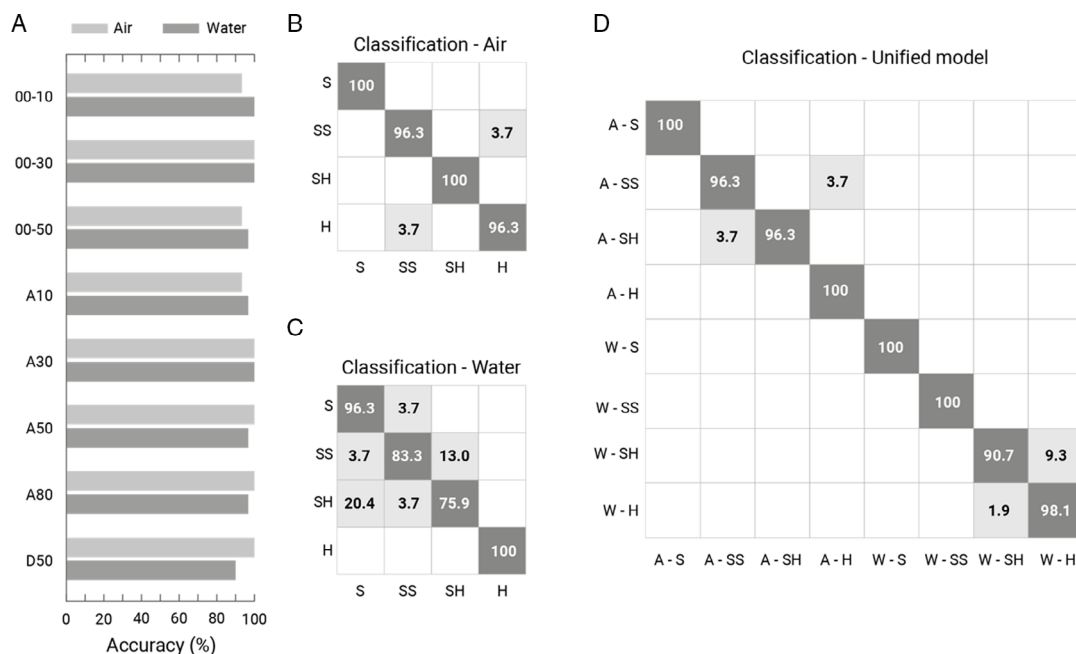 A
Air
Water
00-10
00-30
00-50
A10
A30
A50
A80
D50
0 20 40 60 80 100
Accuracy (%)
B
Classification - Air
S 100
SS 96.3 3.7
SH 100
H 3.7 96.3
S SS SH H
C
Classification - Water
S 96.3 3.7
SS 3.7 83.3 13.0
SH 20.4 3.7 75.9
H 100
S SS SH H
D
Classification - Unified model
A - S 100
A - SS 96.3 3.7
A - SH 3.7 96.3
A - H 100
W - S 100
W - SS 100
W - SH 90.7 9.3
W - H 1.9 98.1
A - S A - SS A - SH A - H W - S W - SS W - SH W - H